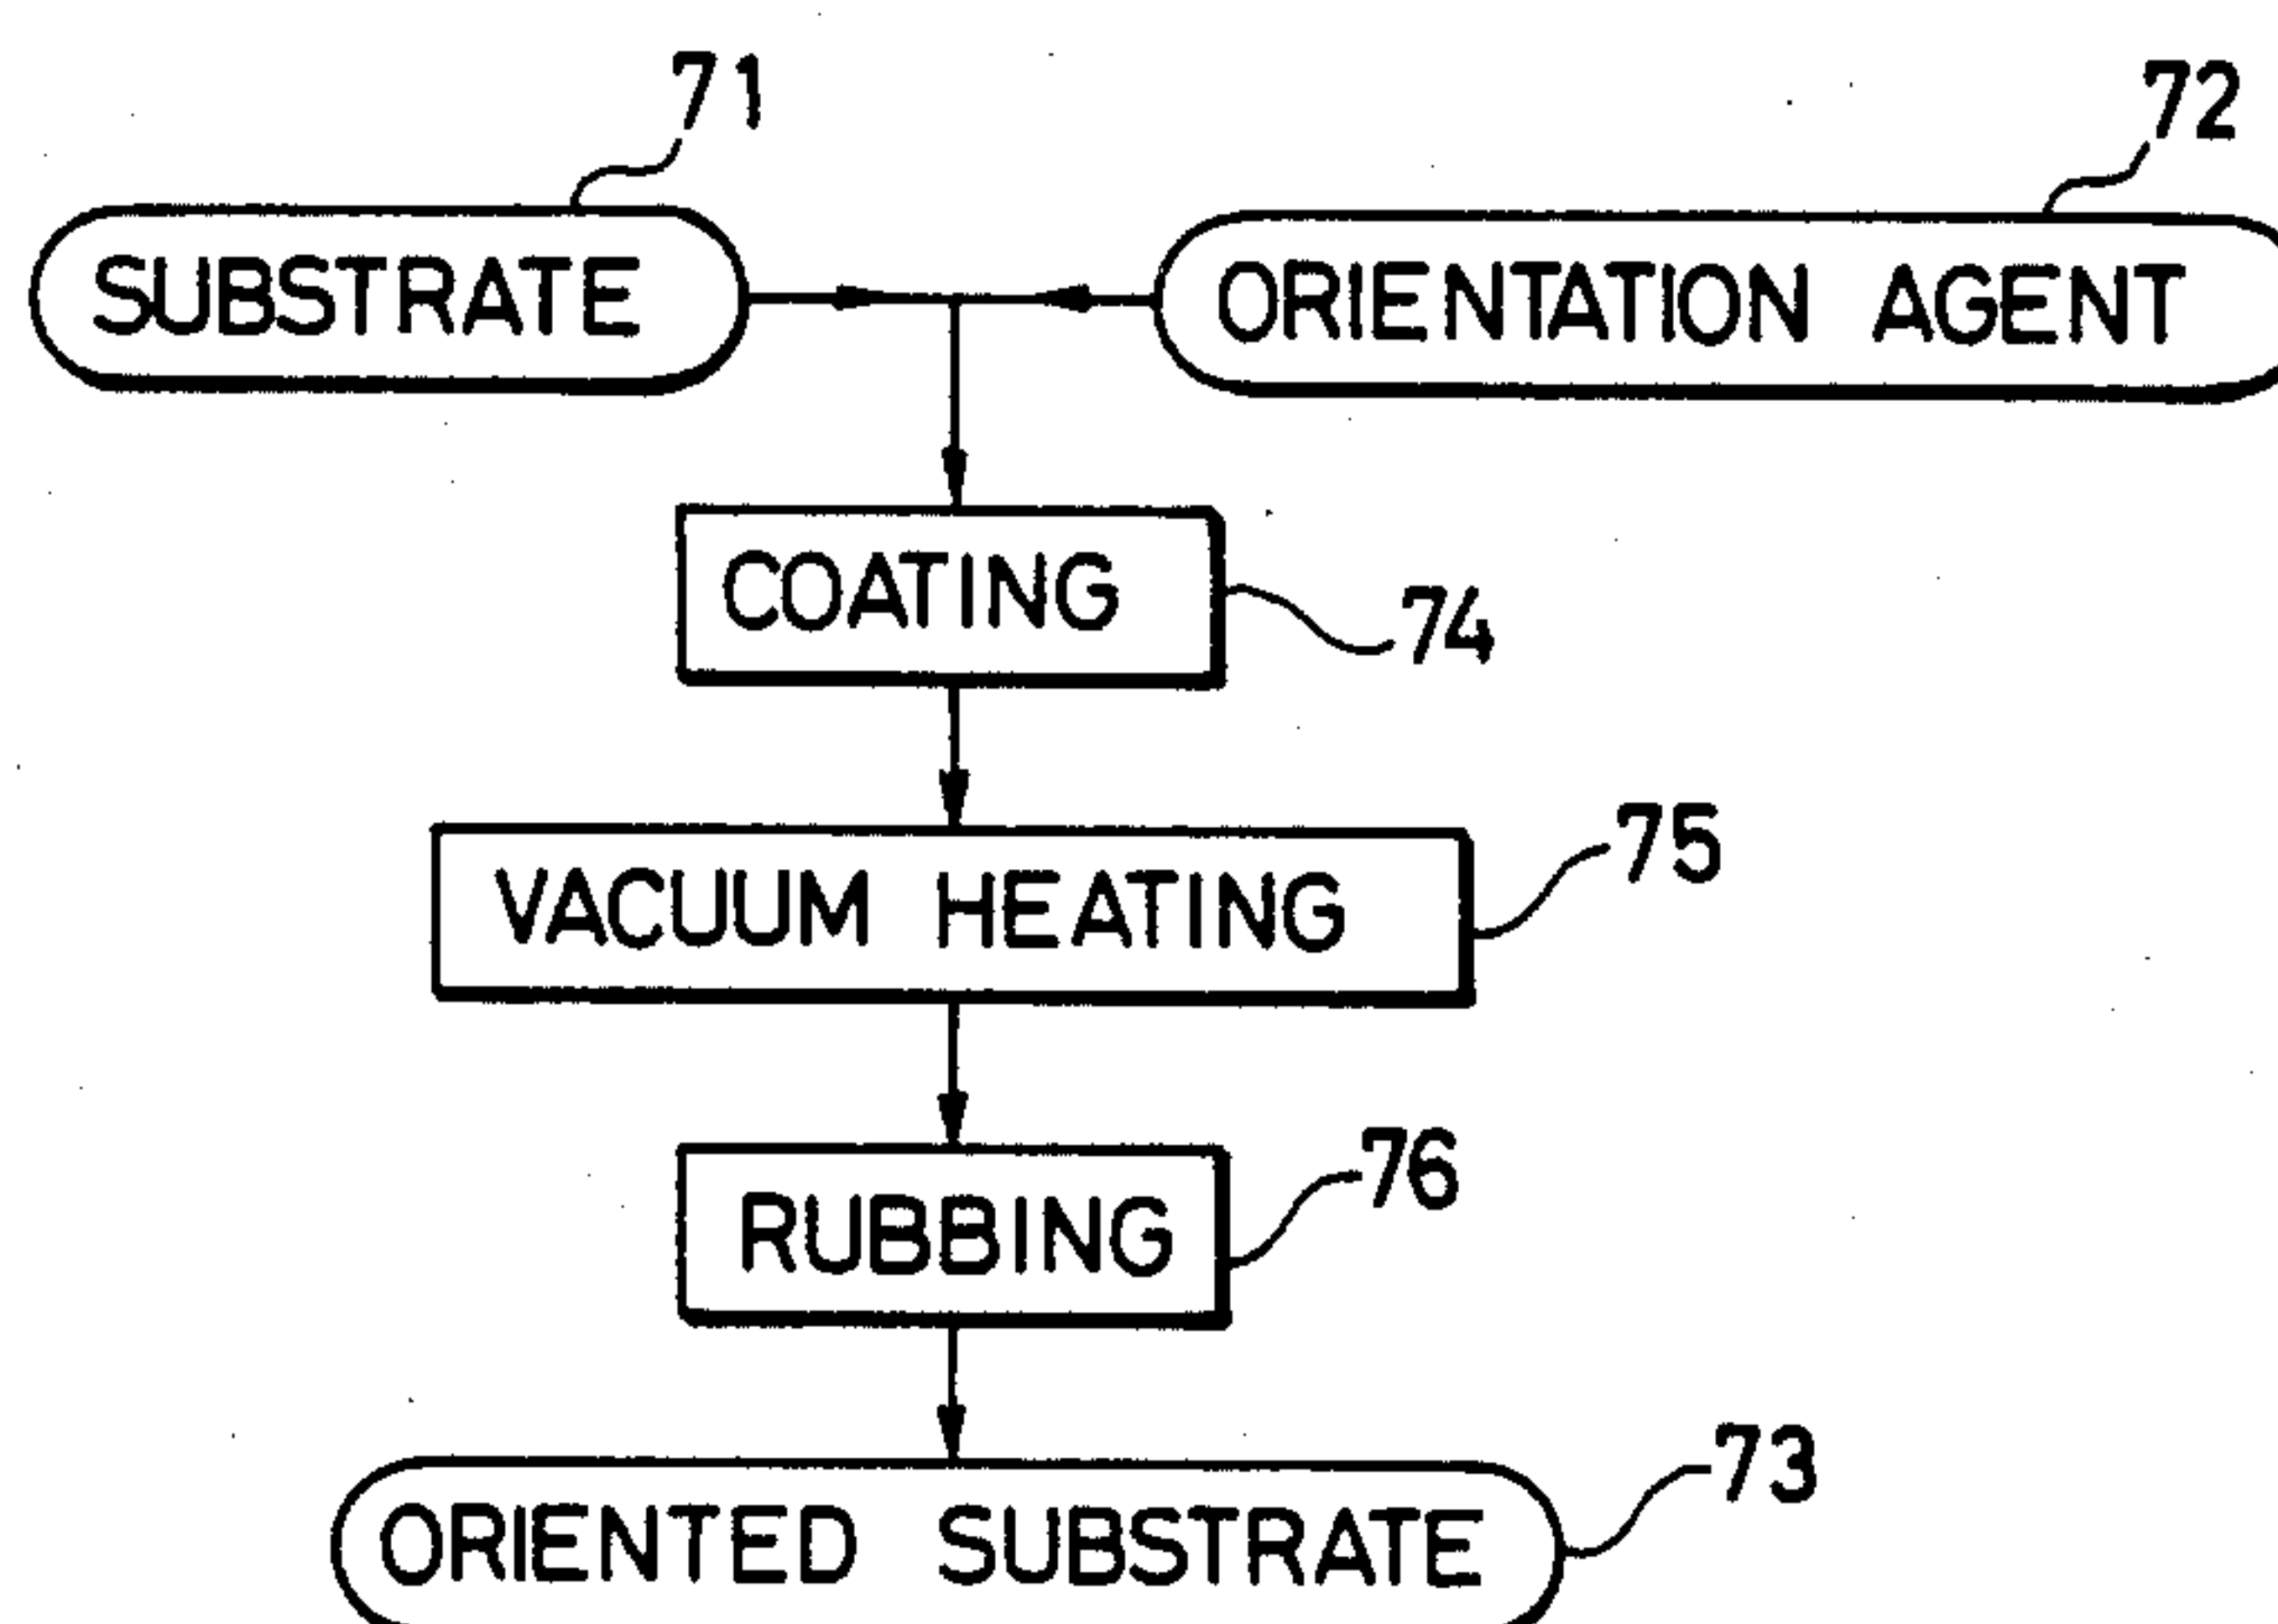 71
72
SUBSTRATE
ORIENTATION AGENT
COATING
74
VACUUM HEATING
75
RUBBING
76
ORIENTED SUBSTRATE
73